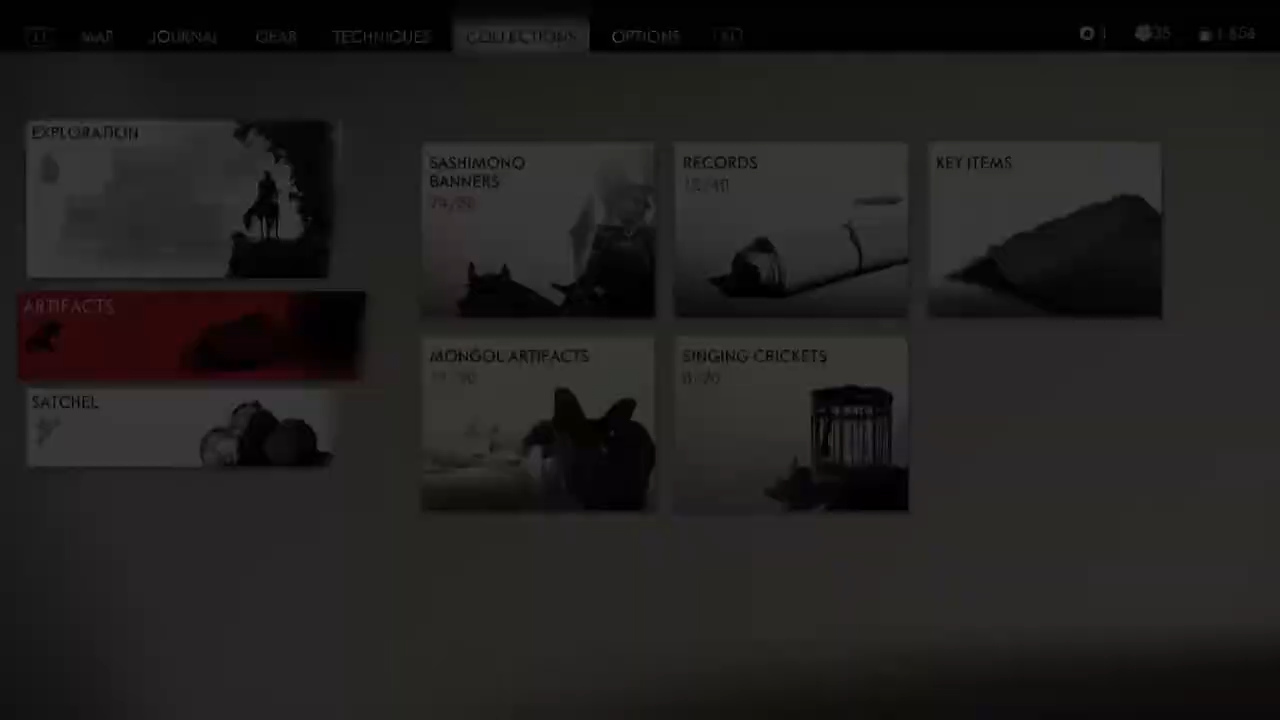 MAP JOURNAL GEAR TECHNIQUES COLLECTIONS OPTIONS
EXPLORATION
ARTIFACTS
SATCHEL
SASHIMONO
BANNERS
RECORDS
KEY ITEMS
MONGOL ARTIFACTS
SINGING CRICKETS